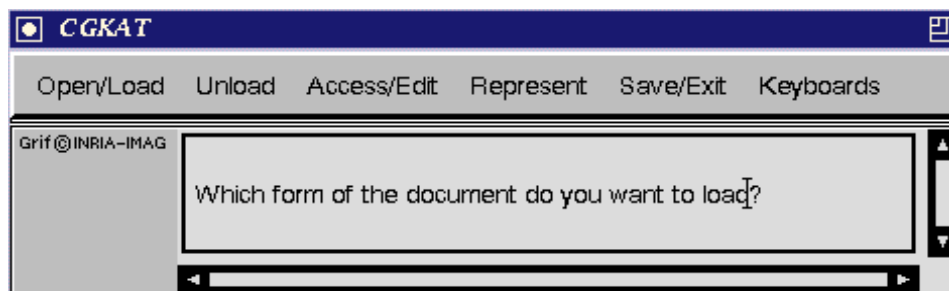 CGKAT
Open/Load Unload Access/Edit Represent Save/Exit Keyboards
Grif©INRIA-IMAG
Which form of the document do you want to load?